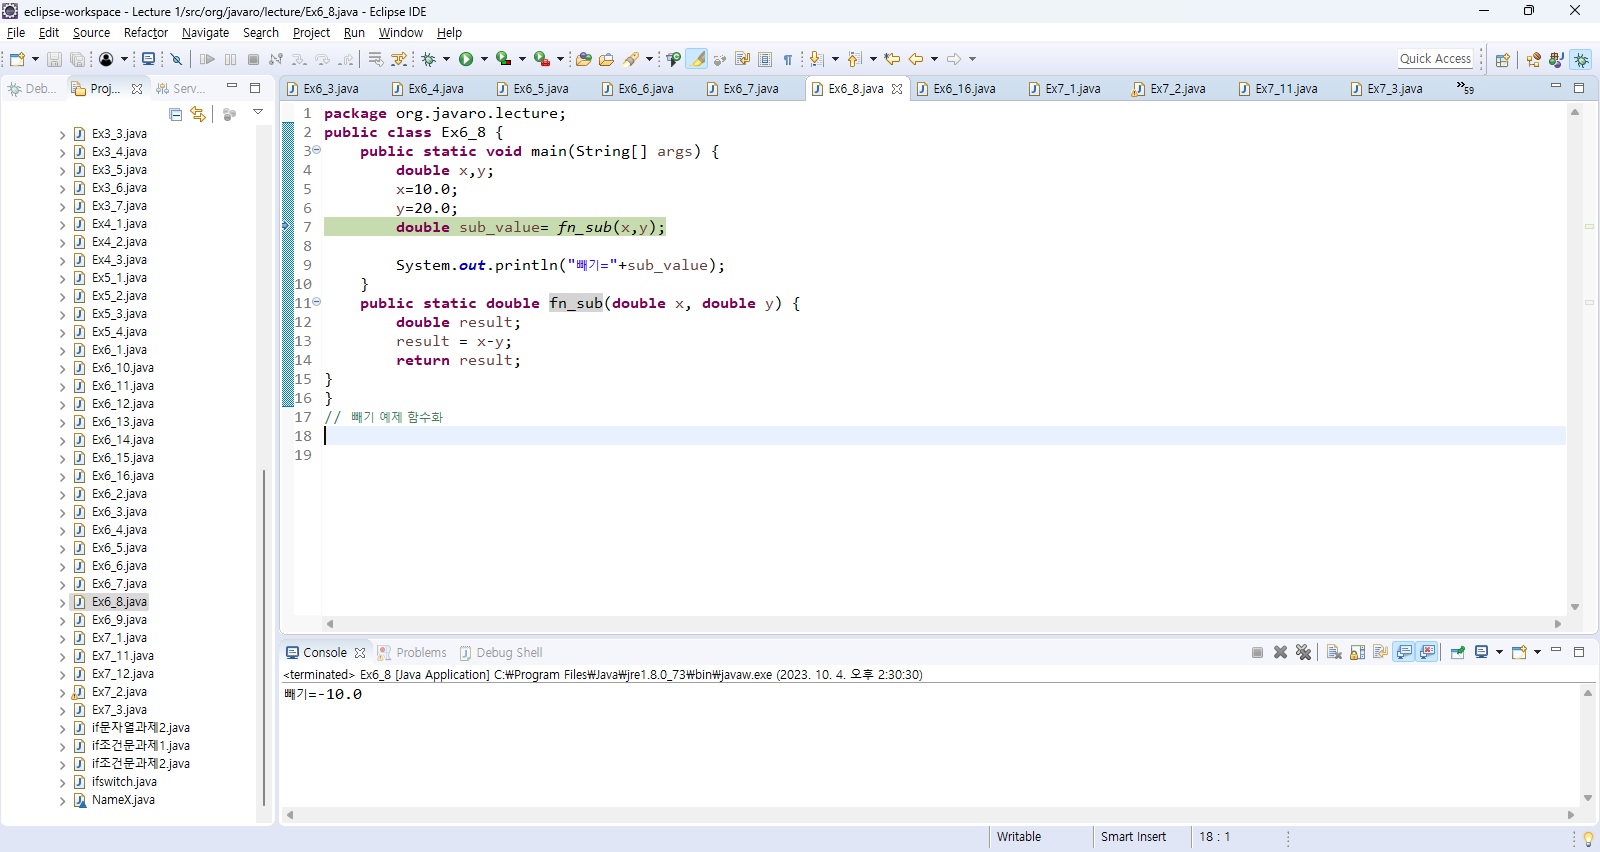 eclipse-workspace - Lecture 1/src/org/javaro/lecture/Ex6_8.java - Eclipse IDE
File Edit Source Refactor Navigate Search Project Run Window Help
Quick Access
Deb... Proj... Serv...
Ex6_3.java Ex6_4.java Ex6_5.java Ex6_6.java Ex6_7.java Ex6_8.java Ex6_16.java Ex7_1.java Ex7_2.java Ex7_11.java Ex7_3.java »59
Ex3_3.java
Ex3_4.java
Ex3_5.java
Ex3_6.java
Ex3_7.java
Ex4_1.java
Ex4_2.java
Ex4_3.java
Ex5_1.java
Ex5_2.java
Ex5_3.java
Ex5_4.java
Ex6_1.java
Ex6_10.java
Ex6_11.java
Ex6_12.java
Ex6_13.java
Ex6_14.java
Ex6_15.java
Ex6_16.java
Ex6_2.java
Ex6_3.java
Ex6_4.java
Ex6_5.java
Ex6_6.java
Ex6_7.java
Ex6_8.java
Ex6_9.java
Ex7_1.java
Ex7_11.java
Ex7_12.java
Ex7_2.java
Ex7_3.java
if문자열과제2.java
if조건문과제1.java
if조건문과제2.java
ifswitch.java
NameX.java
1 package org.javaro.lecture;
2 public class Ex6_8 {
3 public static void main(String[] args) {
4 double x,y;
5 x=10.0;
6 y=20.0;
7 double sub_value= fn_sub(x,y);
8
9 System.out.println("빼기="+sub_value);
10 }
11 public static double fn_sub(double x, double y) {
12 double result;
13 result = x-y;
14 return result;
15 }
16 }
17 // 빼기 예제 함수화
18
19
Console Problems Debug Shell
<terminated> Ex6_8 [Java Application] C:₩Program Files₩Java₩jre1.8.0_73₩bin₩javaw.exe (2023. 10. 4. 오후 2:30:30)
빼기=-10.0
Writable Smart Insert 18 : 1